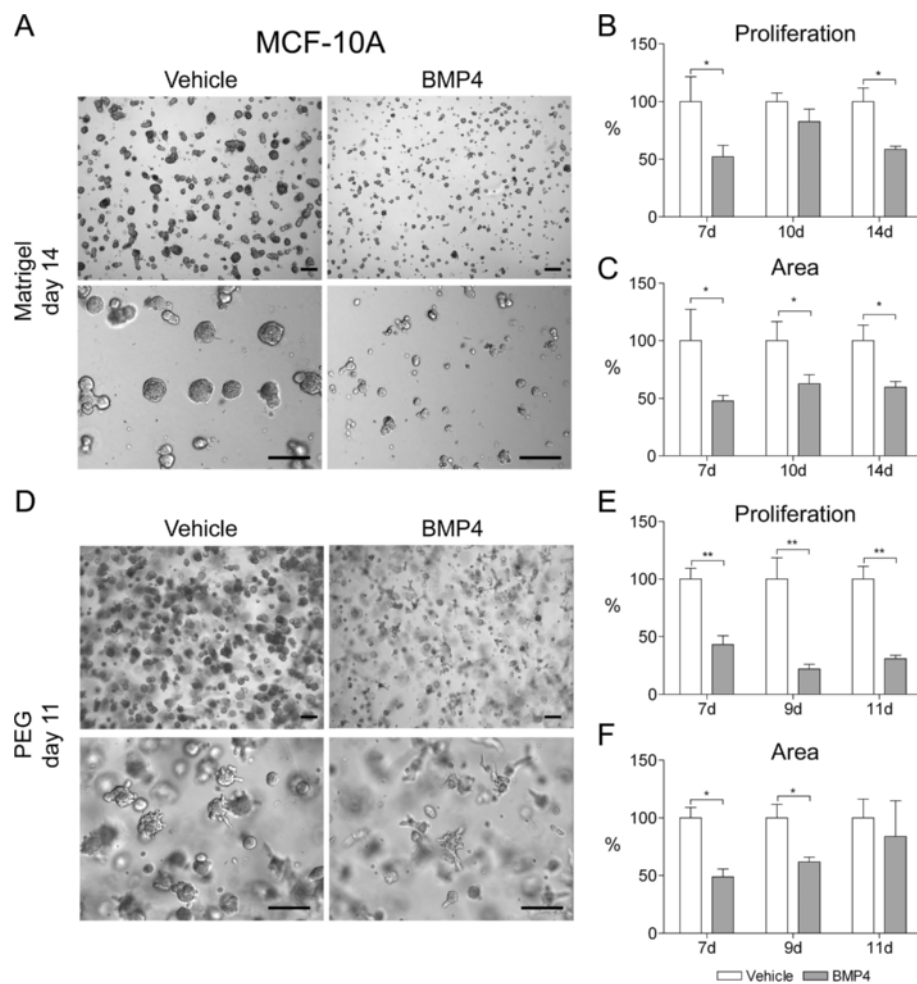 A
MCF-10A
Vehicle
BMP4
Matrigel
day 14
B
Proliferation
150
100
%
50
0
*
*
7d
10d
14d
C
Area
150
100
%
50
0
*
*
*
7d
10d
14d
D
Vehicle
BMP4
PEG
day 11
E
Proliferation
150
100
%
50
0
**
**
**
7d
9d
11d
F
Area
150
100
%
50
0
*
*
7d
9d
11d
Vehicle
BMP4